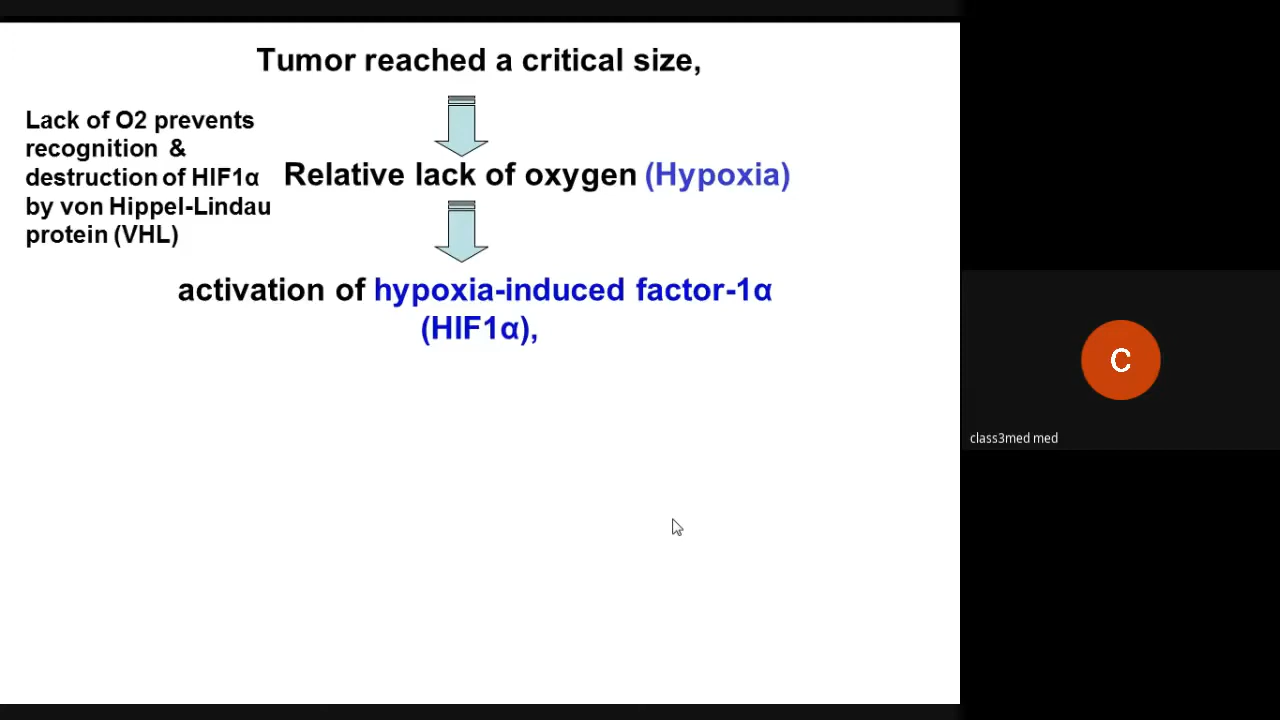 Tumor reached a critical size,
Lack of O2 prevents
recognition &
destruction of HIF1α
by von Hippel-Lindau
protein (VHL)
Relative lack of oxygen (Hypoxia)
activation of hypoxia-induced factor-1α
(HIF1α),
C
class3med med